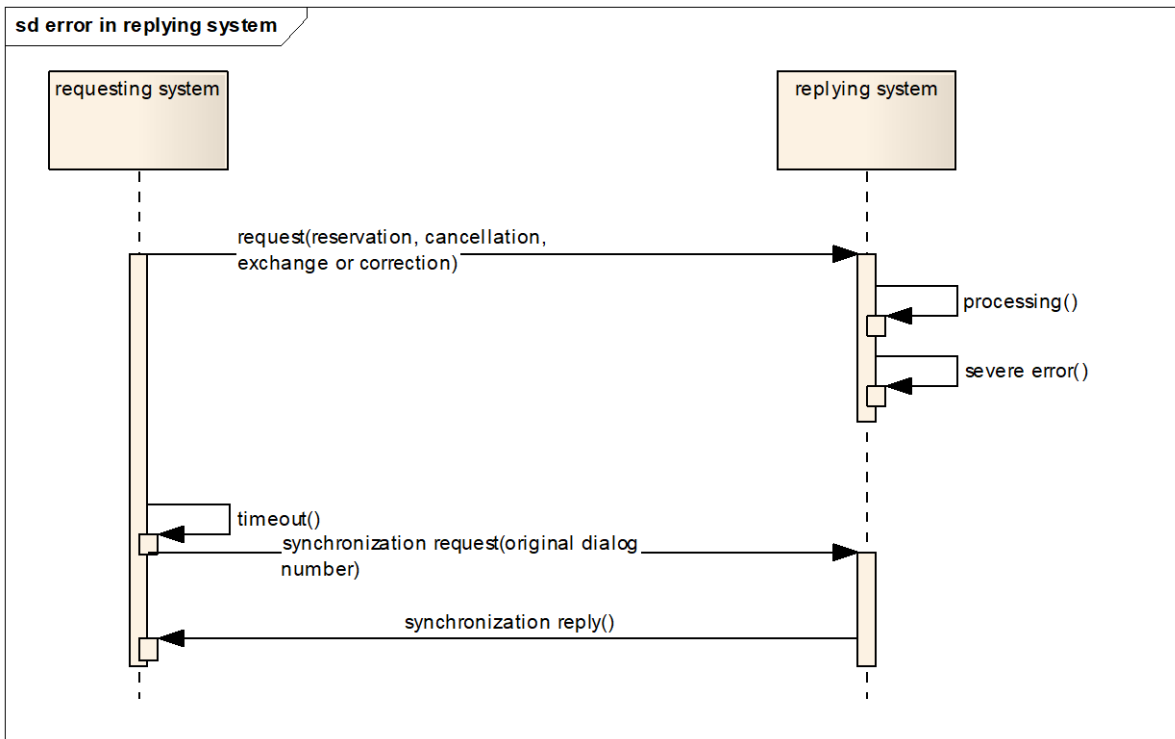 sd error in replying system
requesting system
replying system
request(reservation, cancellation,
exchange or correction)
processing()
severe error()
timeout()
synchronization request(original dialog
number)
synchronization reply()